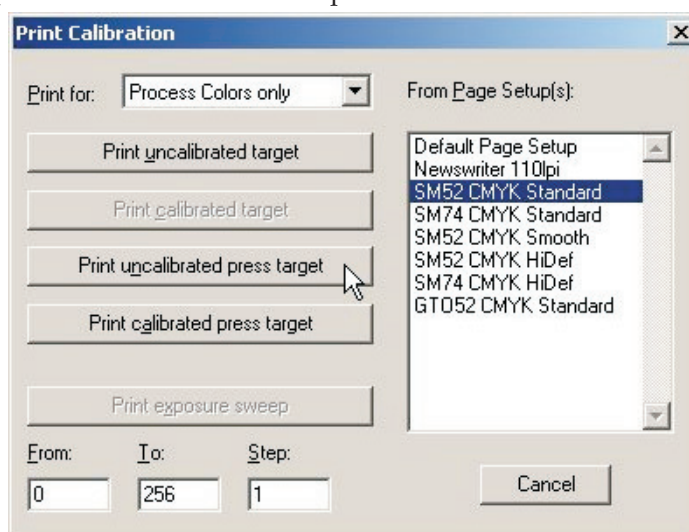 Print Calibration
Print for:
Process Colors only
Print uncalibrated target
Print calibrated target
Print uncalibrated press target
Print calibrated press target
Print exposure sweep
From:
To:
Step:
0
256
1
From Page Setup(s):
Default Page Setup
Newswriter 110lpi
SM52 CMYK Standard
SM74 CMYK Standard
SM52 CMYK Smooth
SM52 CMYK HiDef
SM74 CMYK HiDef
GTO52 CMYK Standard
Cancel